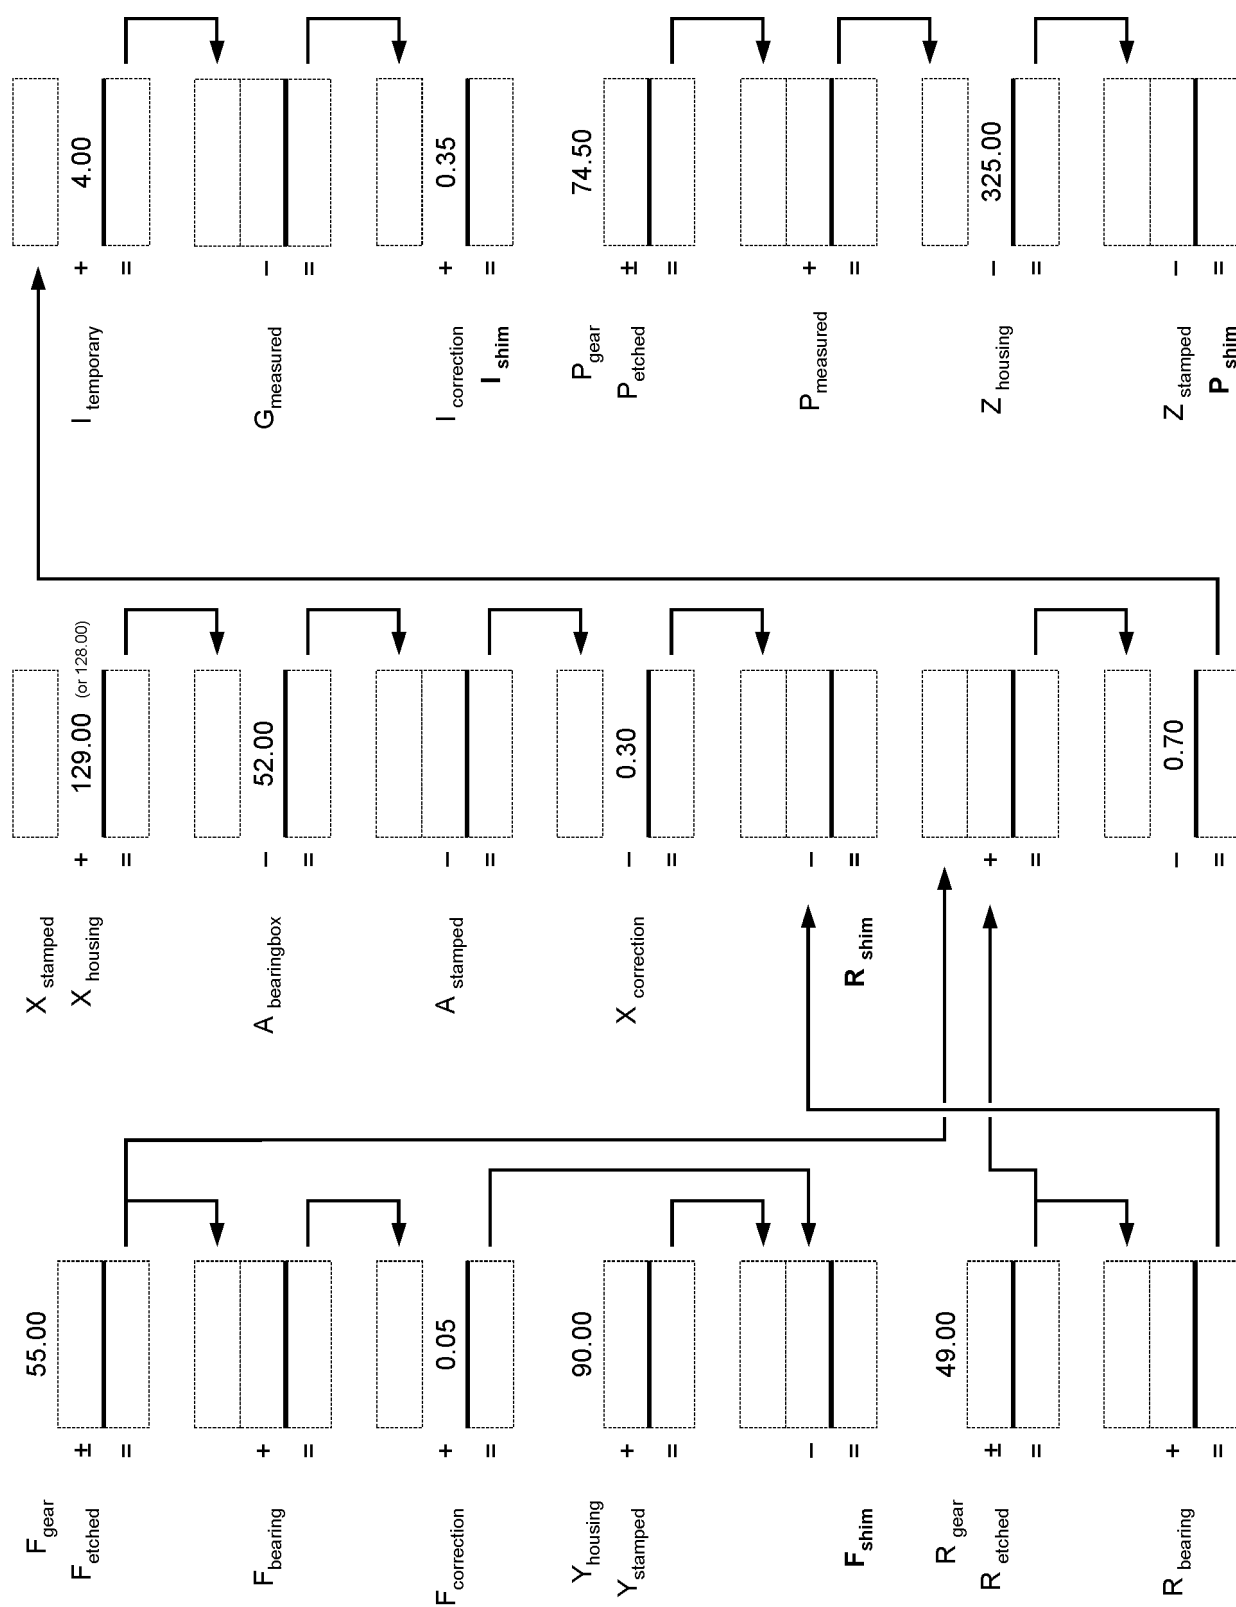 F gear 55.00
F etched ±
=
F bearing +
=
F correction + 0.05
=
Y housing 90.00
Y stamped +
=
−
F shim =
R gear 49.00
R etched ±
=
R bearing +
=
X stamped
X housing + 129.00 (or 128.00)
=
A bearingbox − 52.00
=
A stamped −
=
X correction − 0.30
=
−
R shim =
+
=
− 0.70
=
I temporary + 4.00
=
G measured −
=
I correction + 0.35
I shim =
P gear 74.50
P etched ±
=
P measured +
=
Z housing − 325.00
=
Z stamped −
P shim =